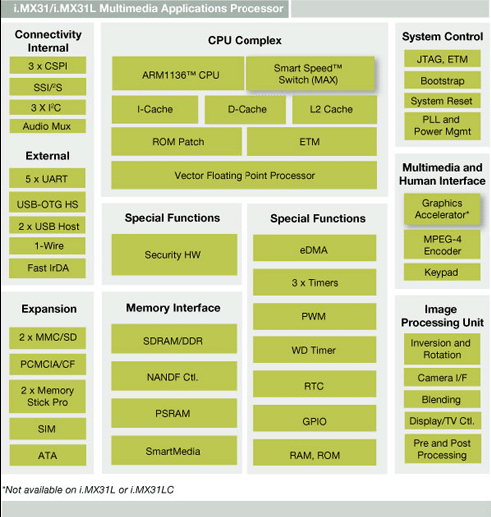 i.MX31/i.MX31L Multimedia Applications Processor
Connectivity
Internal
3 x CSPI
SSI/²S
3 X I²C
Audio Mux
External
5 x UART
USB-OTG HS
2 x USB Host
1-Wire
Fast IrDA
Expansion
2 x MMC/SD
PCMCIA/CF
2 x Memory
Stick Pro
SIM
ATA
CPU Complex
ARM1136™ CPU
Smart Speed™
Switch (MAX)
I-Cache
D-Cache
L2 Cache
ROM Patch
ETM
Vector Floating Point Processor
Special Functions
Security HW
Memory Interface
SDRAM/DDR
NANDF Ctl.
PSRAM
SmartMedia
Special Functions
eDMA
3 x Timers
PWM
WD Timer
RTC
GPIO
RAM, ROM
System Control
JTAG, ETM
Bootstrap
System Reset
PLL and
Power Mgmt
Multimedia and
Human Interface
Graphics
Accelerator*
MPEG-4
Encoder
Keypad
Image
Processing Unit
Inversion and
Rotation
Camera I/F
Blending
Display/TV Ctl.
Pre and Post
Processing
*Not available on i.MX31L or i.MX31LC